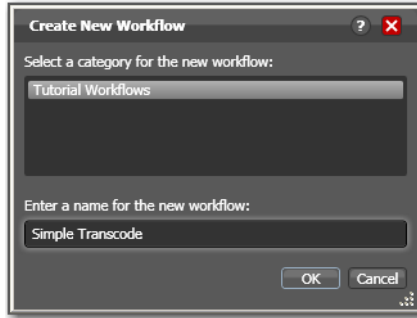 Create New Workflow ?
Select a category for the new workflow:
Tutorial Workflows
Enter a name for the new workflow:
Simple Transcode
OK Cancel